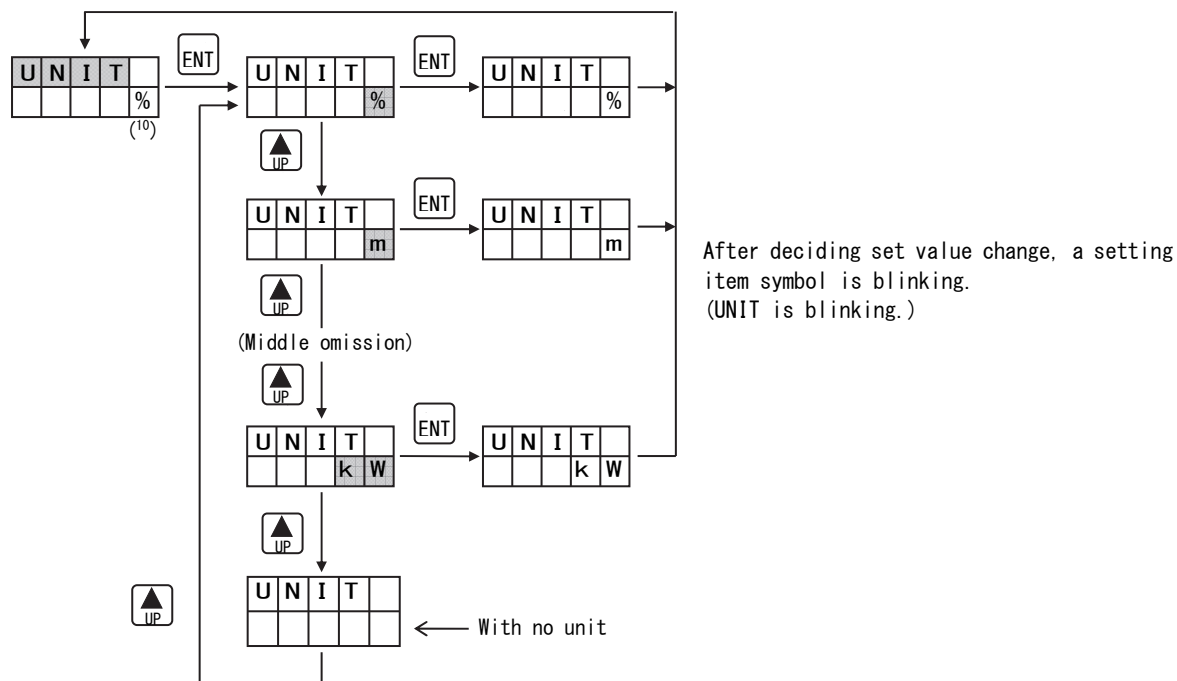 ENT
ENT
UNIT
%
(10)
UNIT
%
UNIT
%
UP
ENT
UNIT
m
UNIT
m
UP
(Middle omission)
UP
ENT
UNIT
kW
UNIT
kW
UP
UNIT
UP
With no unit
After deciding set value change, a setting
item symbol is blinking.
(UNIT is blinking.)